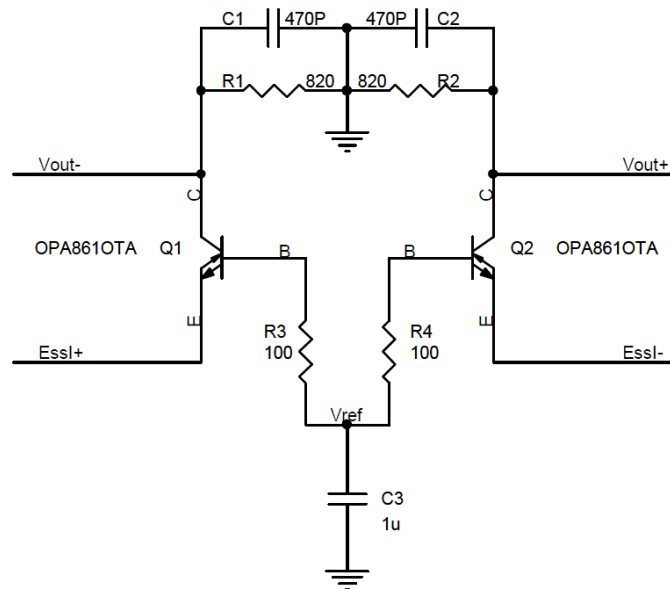 C1 470P 470P C2
R1 820 820 R2
Vout- Vout+
C C
OPA861OTA Q1 B B Q2 OPA861OTA
E E
EssI+ EssI-
R3 R4
100 100
Vref
C3
1u